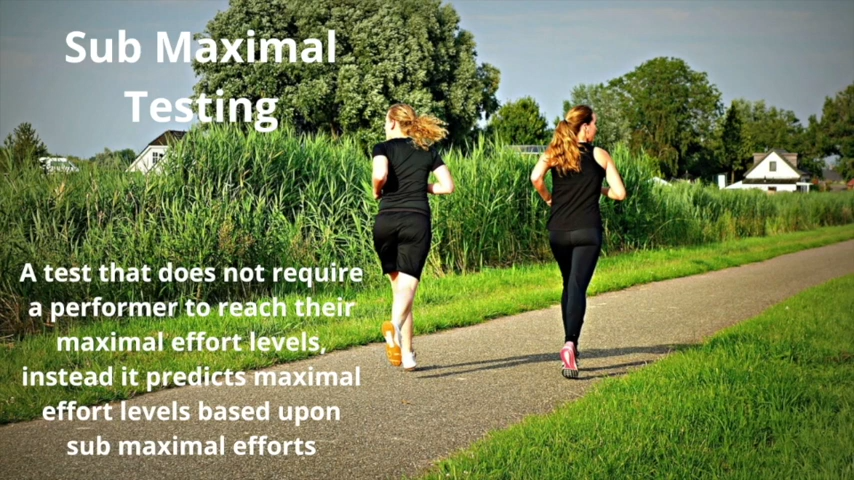 Sub Maximal
Testing
A test that does not require
a performer to reach their
maximal effort levels,
instead it predicts maximal
effort levels based upon
sub maximal efforts